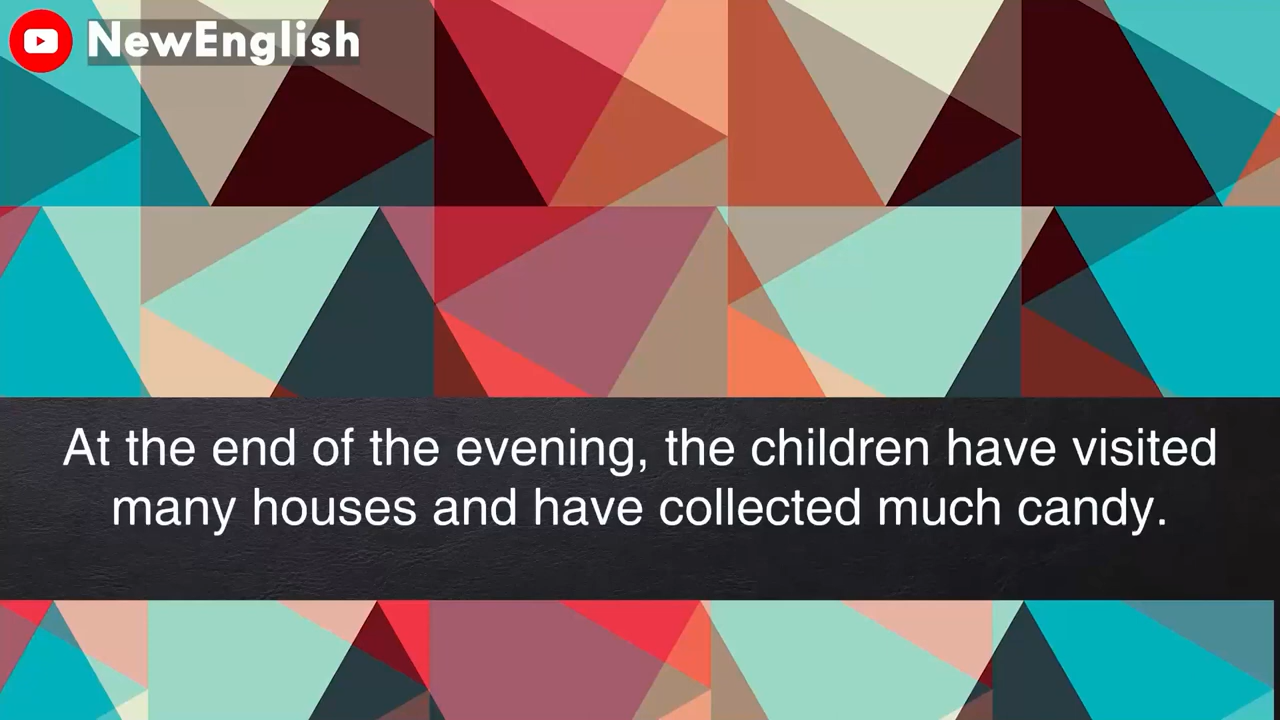 NewEnglish
At the end of the evening, the children have visited
many houses and have collected much candy.